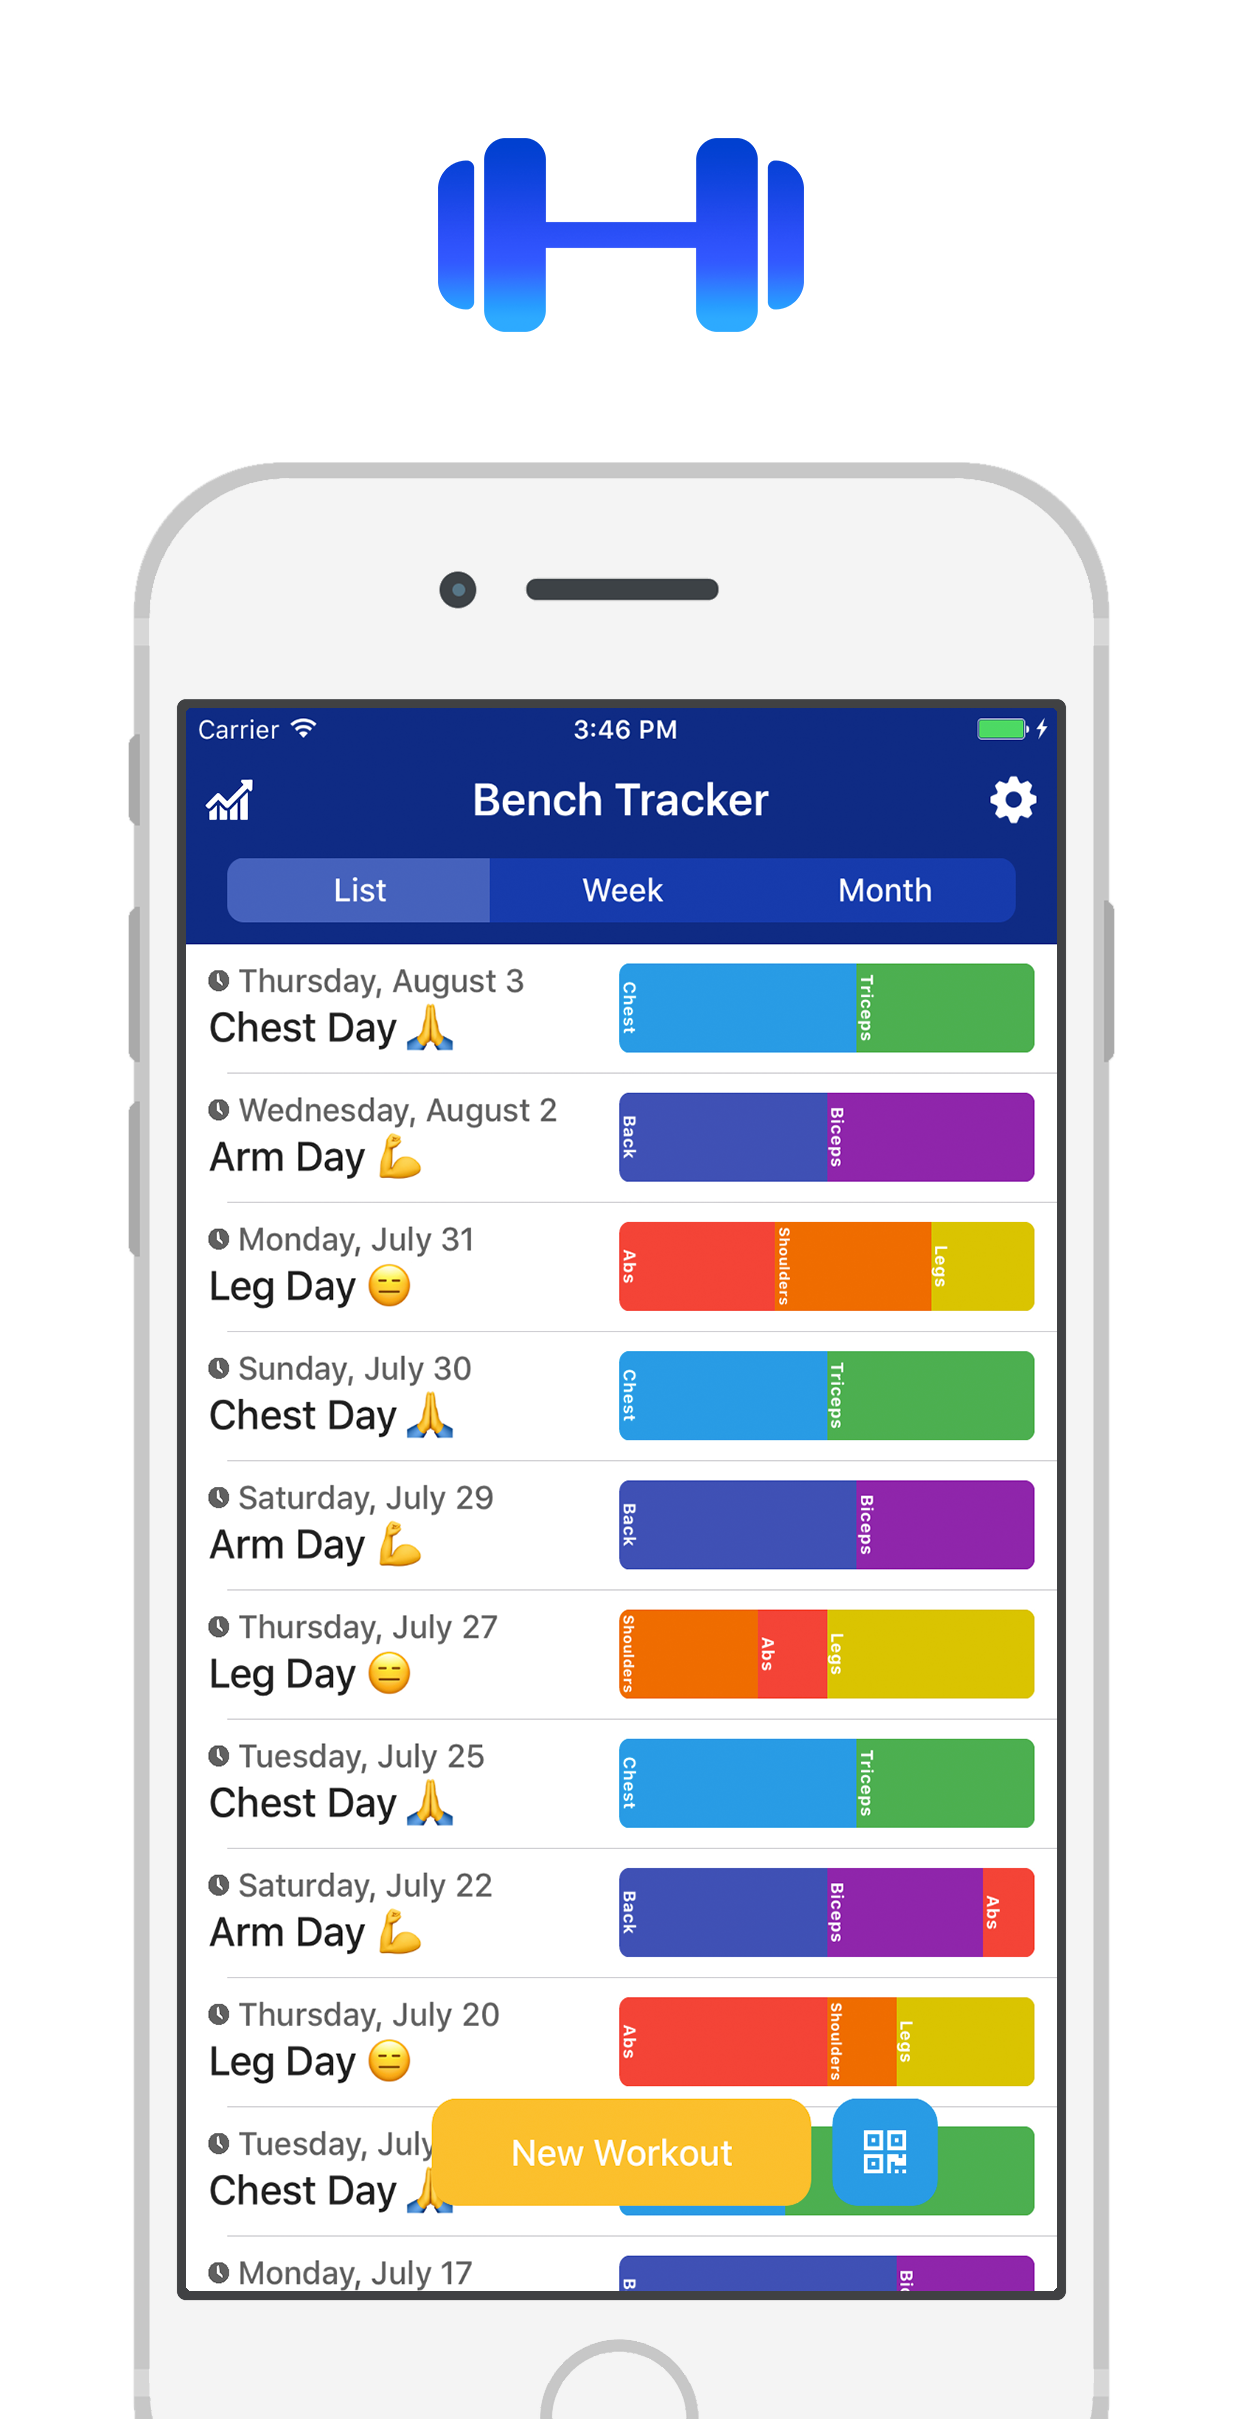 Carrier 3:46 PM
Bench Tracker
List Week Month
Thursday, August 3
Chest Day 🙏
Chest Triceps
Wednesday, August 2
Arm Day 💪
Back Biceps
Monday, July 31
Leg Day 😑
Abs Shoulders Legs
Sunday, July 30
Chest Day 🙏
Chest Triceps
Saturday, July 29
Arm Day 💪
Back Biceps
Thursday, July 27
Leg Day 😑
Shoulders Abs Legs
Tuesday, July 25
Chest Day 🙏
Chest Triceps
Saturday, July 22
Arm Day 💪
Back Biceps Abs
Thursday, July 20
Leg Day 😑
Abs Shoulders Legs
Tuesday, July
Chest Day 🙏
New Workout
Monday, July 17